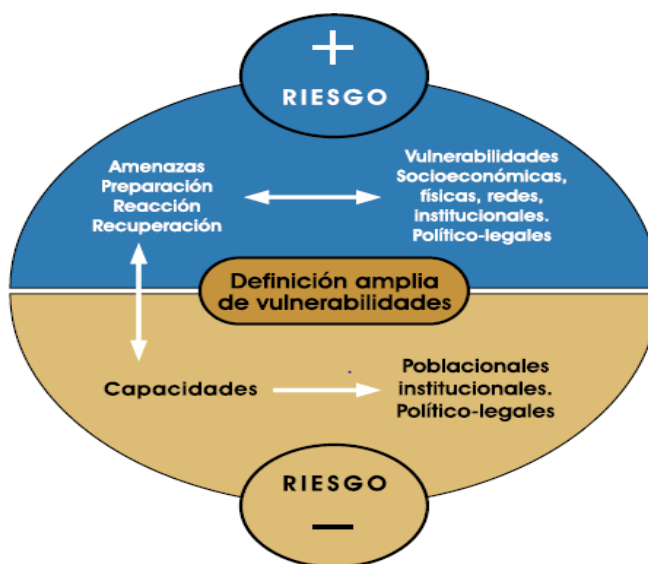 +
RIESGO
Amenazas
Preparación
Reacción
Recuperación
Vulnerabilidades
Socioeconómicas,
físicas, redes,
institucionales.
Político-legales
Definición amplia
de vulnerabilidades
Capacidades
Poblacionales
institucionales.
Político-legales
RIESGO
–